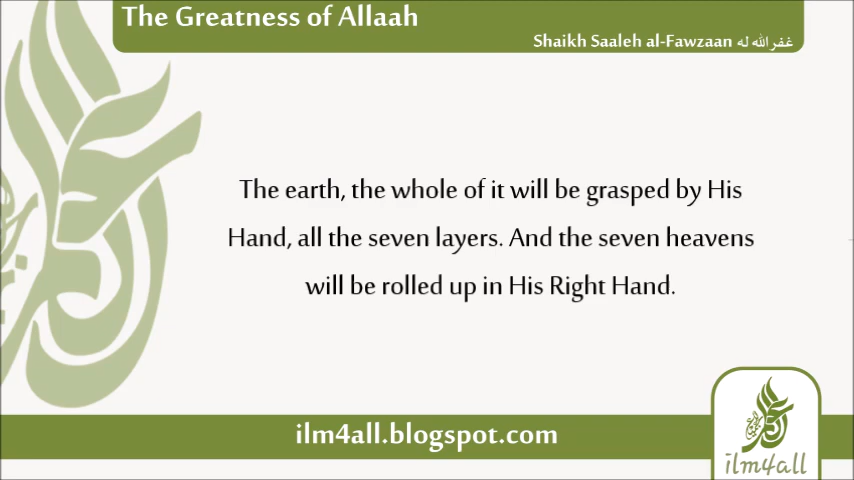 The Greatness of Allaah
Shaikh Saaleh al-Fawzaan غفر الله له
The earth, the whole of it will be grasped by His
Hand, all the seven layers. And the seven heavens
will be rolled up in His Right Hand.
ilm4all.blogspot.com
ilm4all